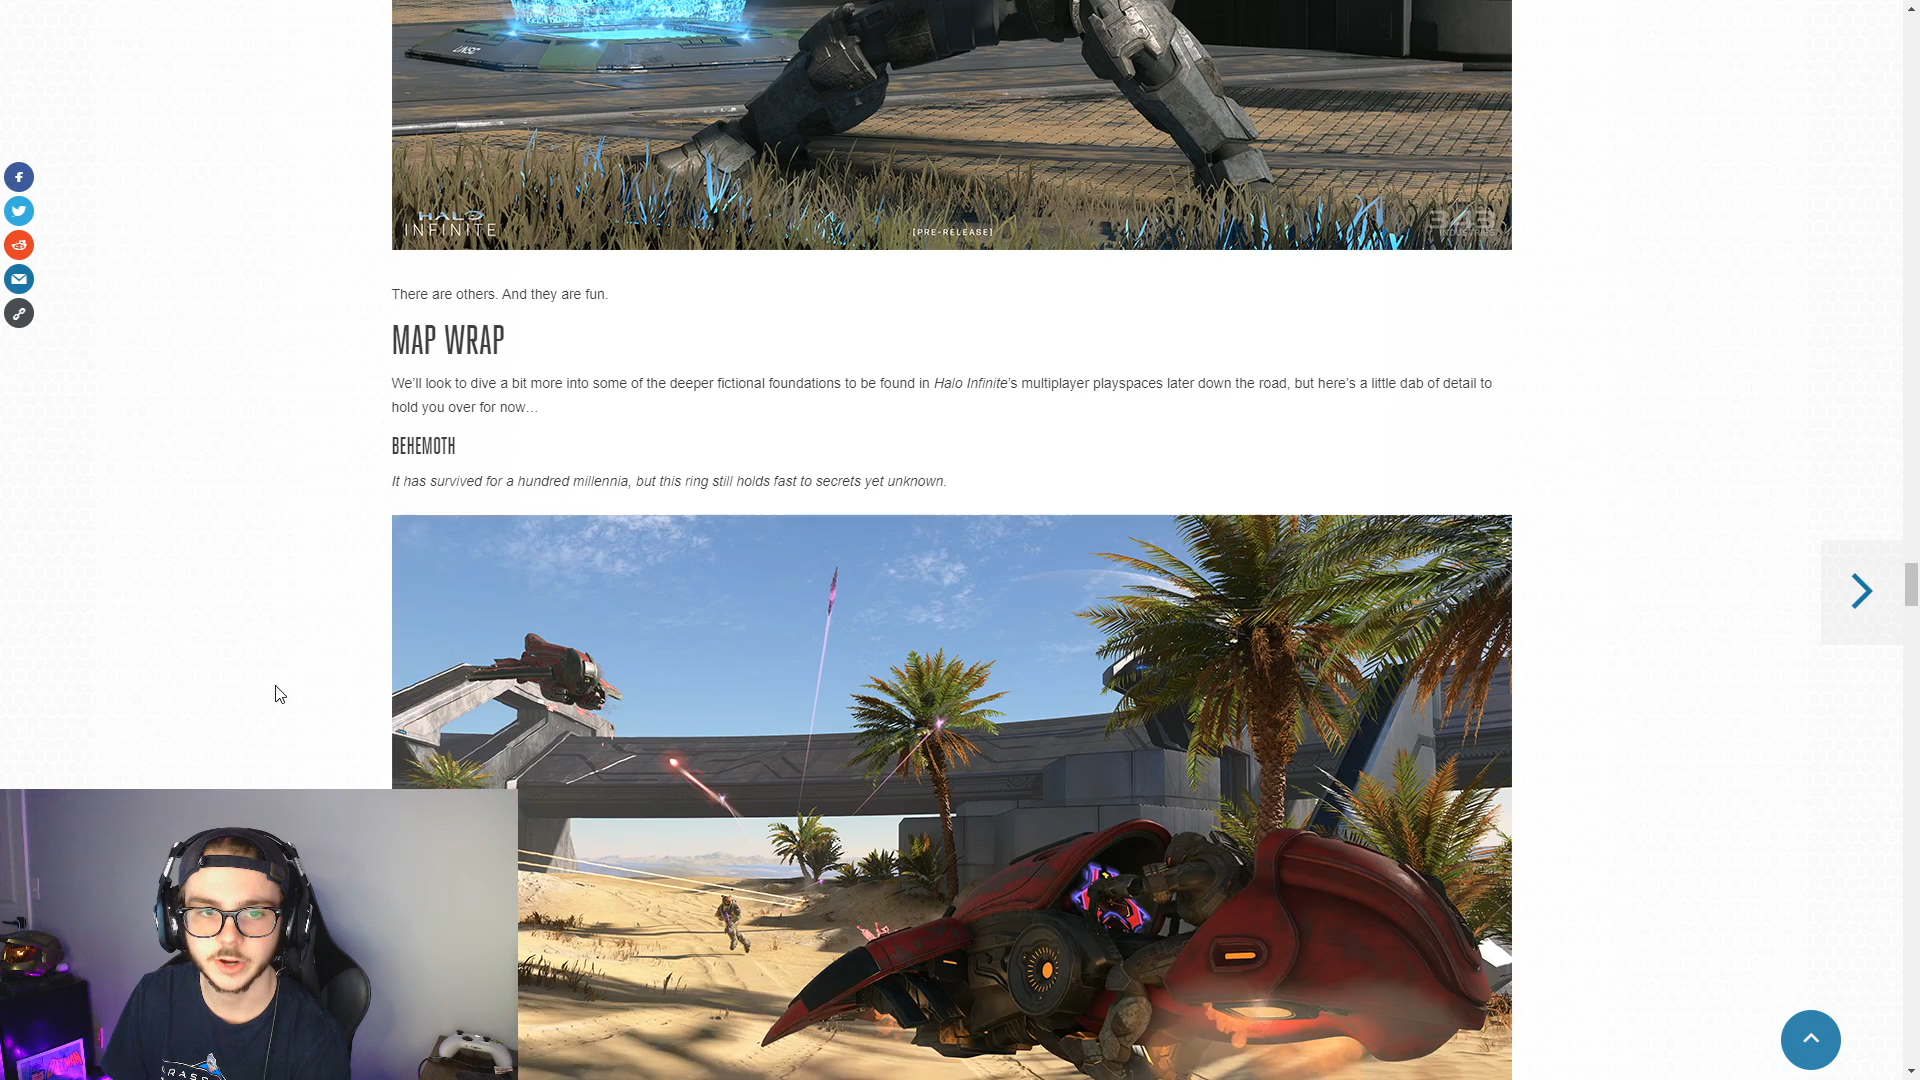 UNSC
HALO
INFINITE
[PRE-RELEASE]
343
INDUSTRIES
There are others. And they are fun.
MAP WRAP
We'll look to dive a bit more into some of the deeper fictional foundations to be found in Halo Infinite's multiplayer playspaces later down the road, but here's a little dab of detail to
hold you over for now…
BEHEMOTH
It has survived for a hundred millennia, but this ring still holds fast to secrets yet unknown.